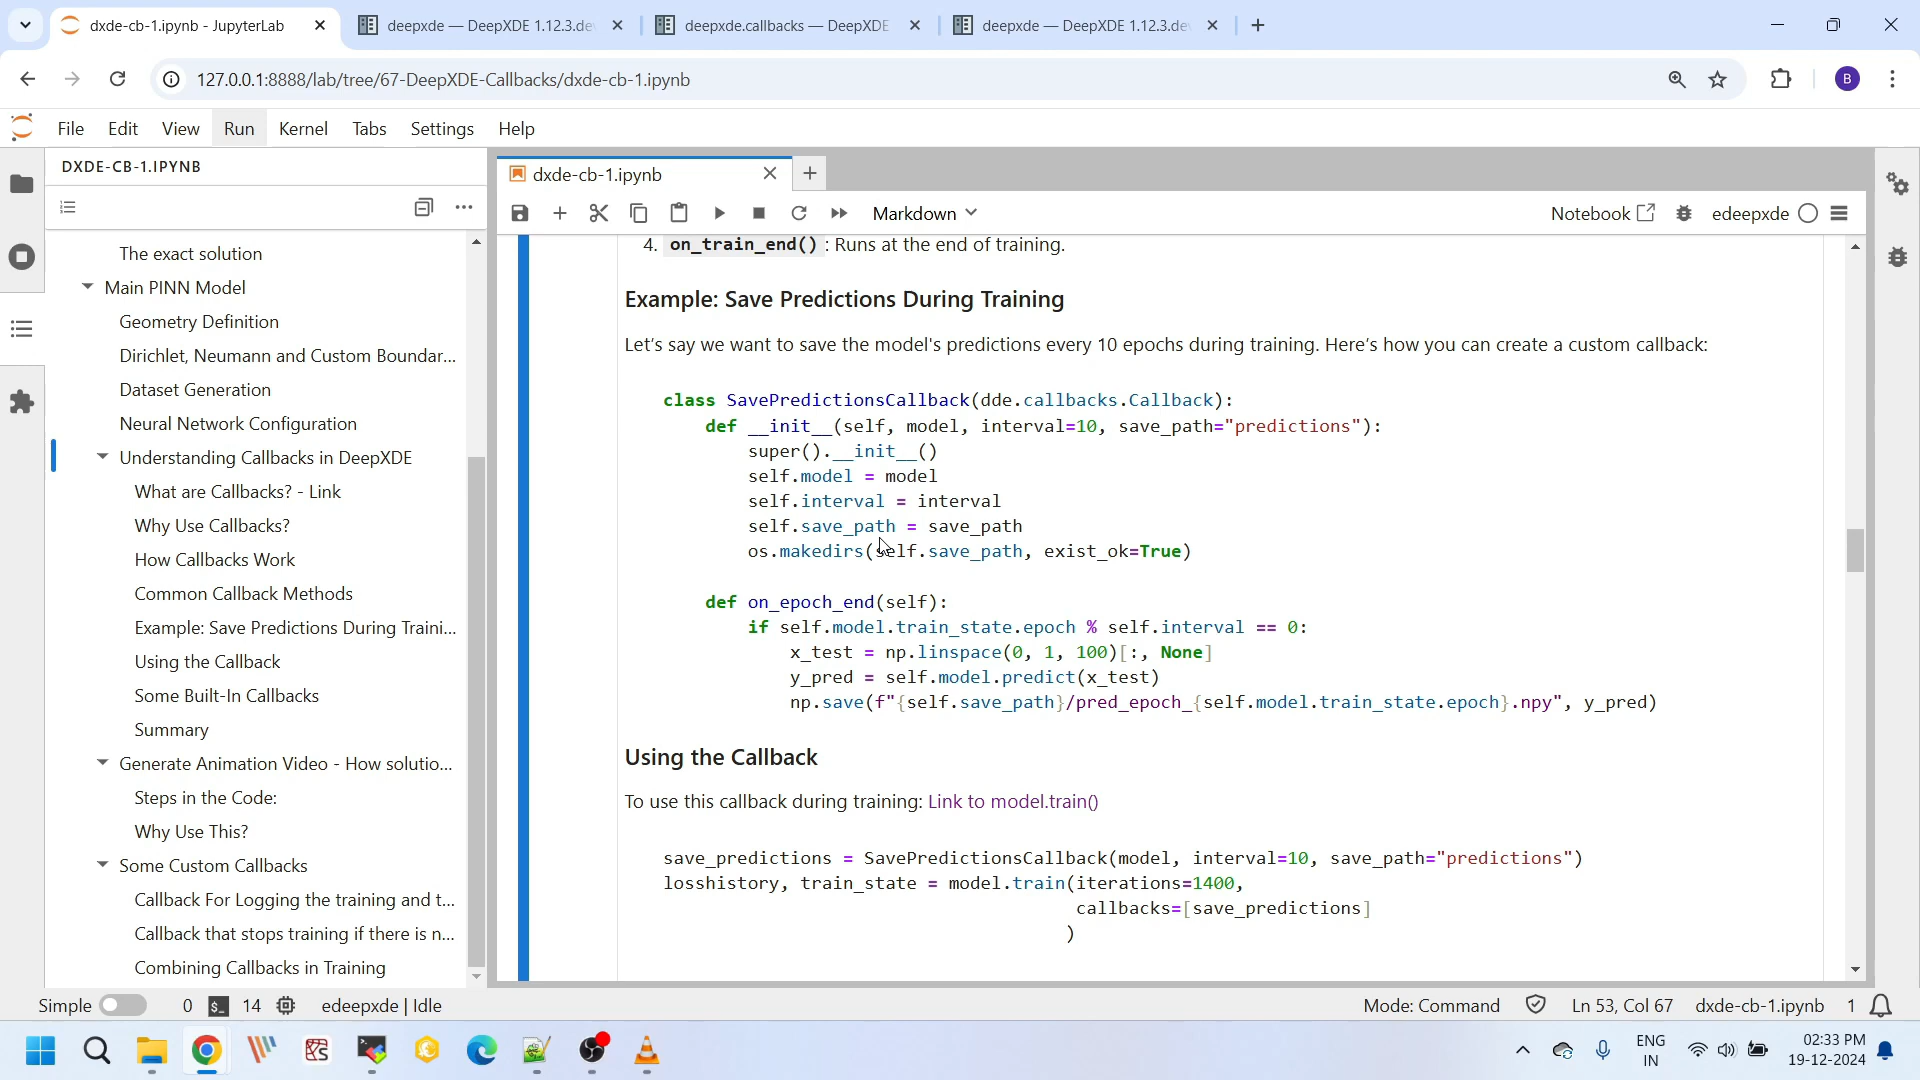 dxde-cb-1.ipynb - JupyterLab
deepxde — DeepXDE 1.12.3.de
deepxde.callbacks — DeepXDE
deepxde — DeepXDE 1.12.3.de
127.0.0.1:8888/lab/tree/67-DeepXDE-Callbacks/dxde-cb-1.ipynb
B
File Edit View Run Kernel Tabs Settings Help
DXDE-CB-1.IPYNB
dxde-cb-1.ipynb
Markdown
Notebook
edeepxde
The exact solution
Main PINN Model
Geometry Definition
Dirichlet, Neumann and Custom Boundar...
Dataset Generation
Neural Network Configuration
Understanding Callbacks in DeepXDE
What are Callbacks? - Link
Why Use Callbacks?
How Callbacks Work
Common Callback Methods
Example: Save Predictions During Traini...
Using the Callback
Some Built-In Callbacks
Summary
Generate Animation Video - How solutio...
Steps in the Code:
Why Use This?
Some Custom Callbacks
Callback For Logging the training and t...
Callback that stops training if there is n...
Combining Callbacks in Training
4. on_train_end() : Runs at the end of training.
Example: Save Predictions During Training
Let's say we want to save the model's predictions every 10 epochs during training. Here's how you can create a custom callback:
class SavePredictionsCallback(dde.callbacks.Callback):
def __init__(self, model, interval=10, save_path="predictions"):
super().__init__()
self.model = model
self.interval = interval
self.save_path = save_path
os.makedirs(self.save_path, exist_ok=True)
def on_epoch_end(self):
if self.model.train_state.epoch % self.interval == 0:
x_test = np.linspace(0, 1, 100)[:, None]
y_pred = self.model.predict(x_test)
np.save(f"{self.save_path}/pred_epoch_{self.model.train_state.epoch}.npy", y_pred)
Using the Callback
To use this callback during training: Link to model.train()
save_predictions = SavePredictionsCallback(model, interval=10, save_path="predictions")
losshistory, train_state = model.train(iterations=1400,
callbacks=[save_predictions]
)
Simple 0 14 edeepxde | Idle
Mode: Command Ln 53, Col 67 dxde-cb-1.ipynb 1
ENG
IN
02:33 PM
19-12-2024